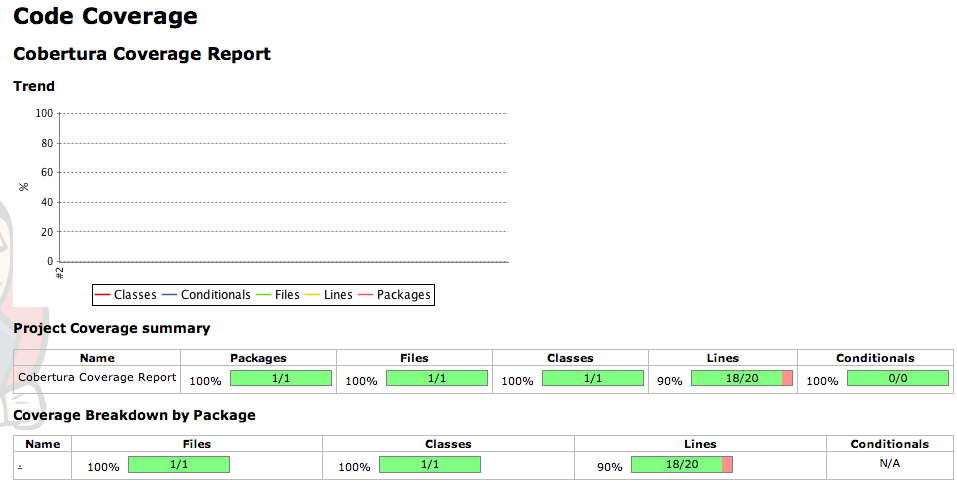 Code Coverage
Cobertura Coverage Report
Trend
100
80
60
40
20
0
%
#2
Classes Conditionals Files Lines Packages
Project Coverage summary
Name Packages Files Classes Lines Conditionals
Cobertura Coverage Report 100% 1/1 100% 1/1 100% 1/1 90% 18/20 100% 0/0
Coverage Breakdown by Package
Name Files Classes Lines Conditionals
. 100% 1/1 100% 1/1 90% 18/20 N/A